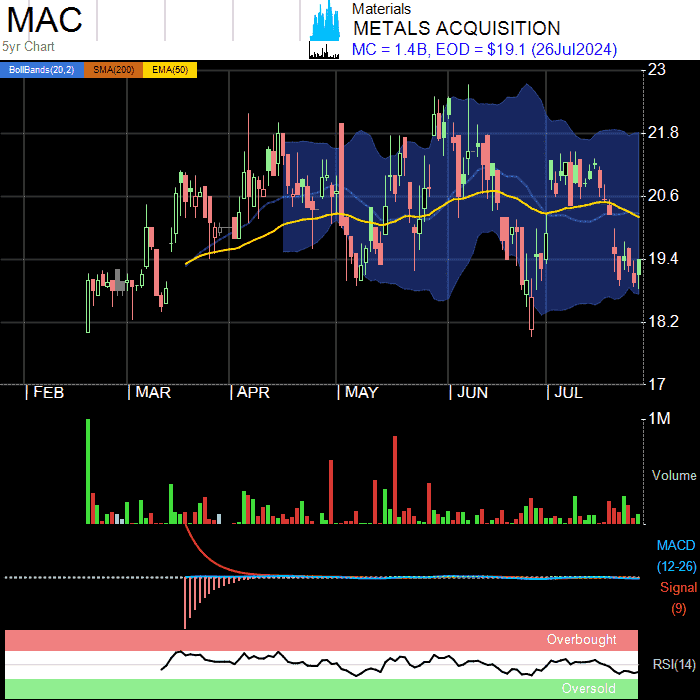 MAC
5yr Chart
Materials
METALS ACQUISITION
MC = 1.4B, EOD = $19.1 (26Jul2024)
BollBands(20,2) SMA(200) EMA(50)
23
21.8
20.6
19.4
18.2
17
FEB MAR APR MAY JUN JUL
1M
Volume
MACD
(12-26)
Signal
(9)
Overbought
RSI(14)
Oversold